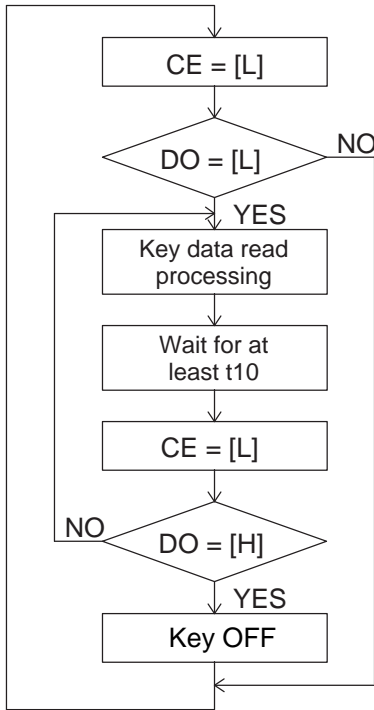 CE = [L]
DO = [L]
NO
YES
Key data read
processing
Wait for at
least t10
CE = [L]
DO = [H]
NO
YES
Key OFF